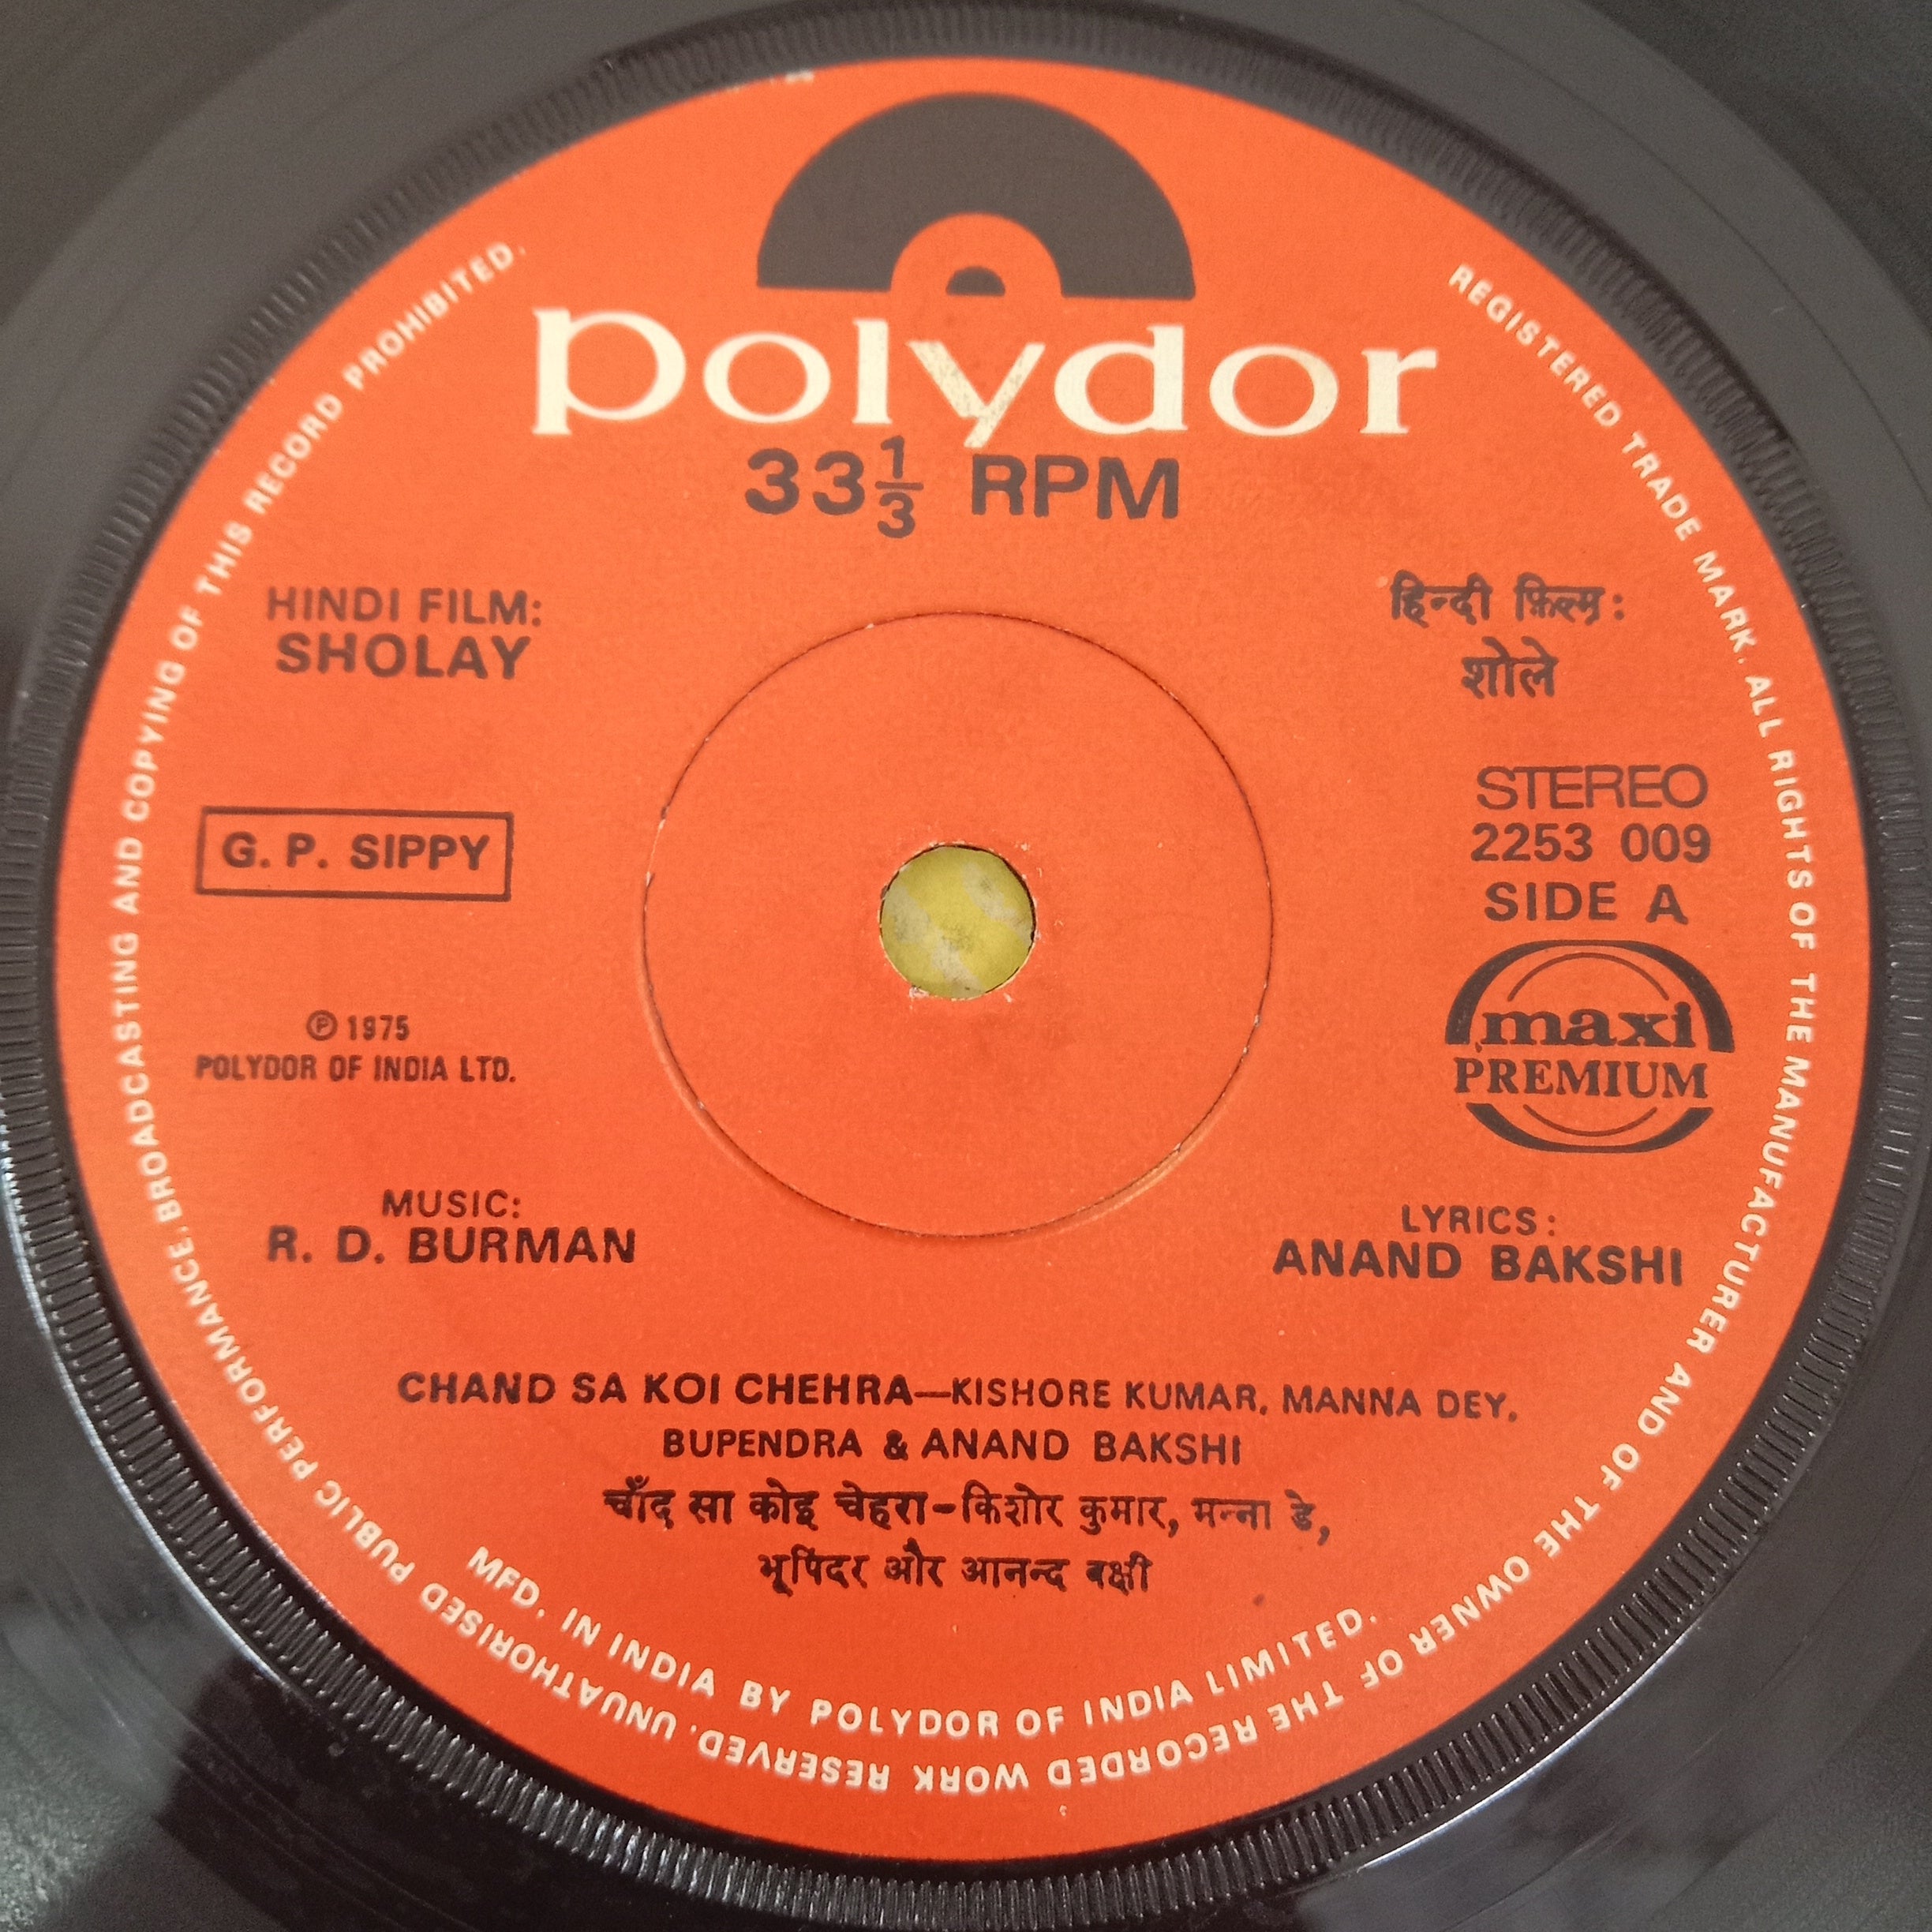 polydor
33 1/3 RPM
HINDI FILM:
SHOLAY
हिन्दी फ़िल्म:
शोले
G. P. SIPPY
STEREO
2253 009
SIDE A
maxi
PREMIUM
℗ 1975
POLYDOR OF INDIA LTD.
MUSIC:
R. D. BURMAN
LYRICS:
ANAND BAKSHI
CHAND SA KOI CHEHRA—KISHORE KUMAR, MANNA DEY,
BUPENDRA & ANAND BAKSHI
चाँद सा कोइ चेहरा-किशोर कुमार, मन्ना डे,
भूपिंदर और आनन्द बक्षी
MFD. IN INDIA BY POLYDOR OF INDIA LIMITED.
REGISTERED TRADE MARK. ALL RIGHTS OF THE MANUFACTURER AND OF THE OWNER OF THE RECORDED WORK RESERVED. UNUATHORISED PUBLIC PERFORMANCE. BROADCASTING AND COPYING OF THIS RECORD PROHIBITED.